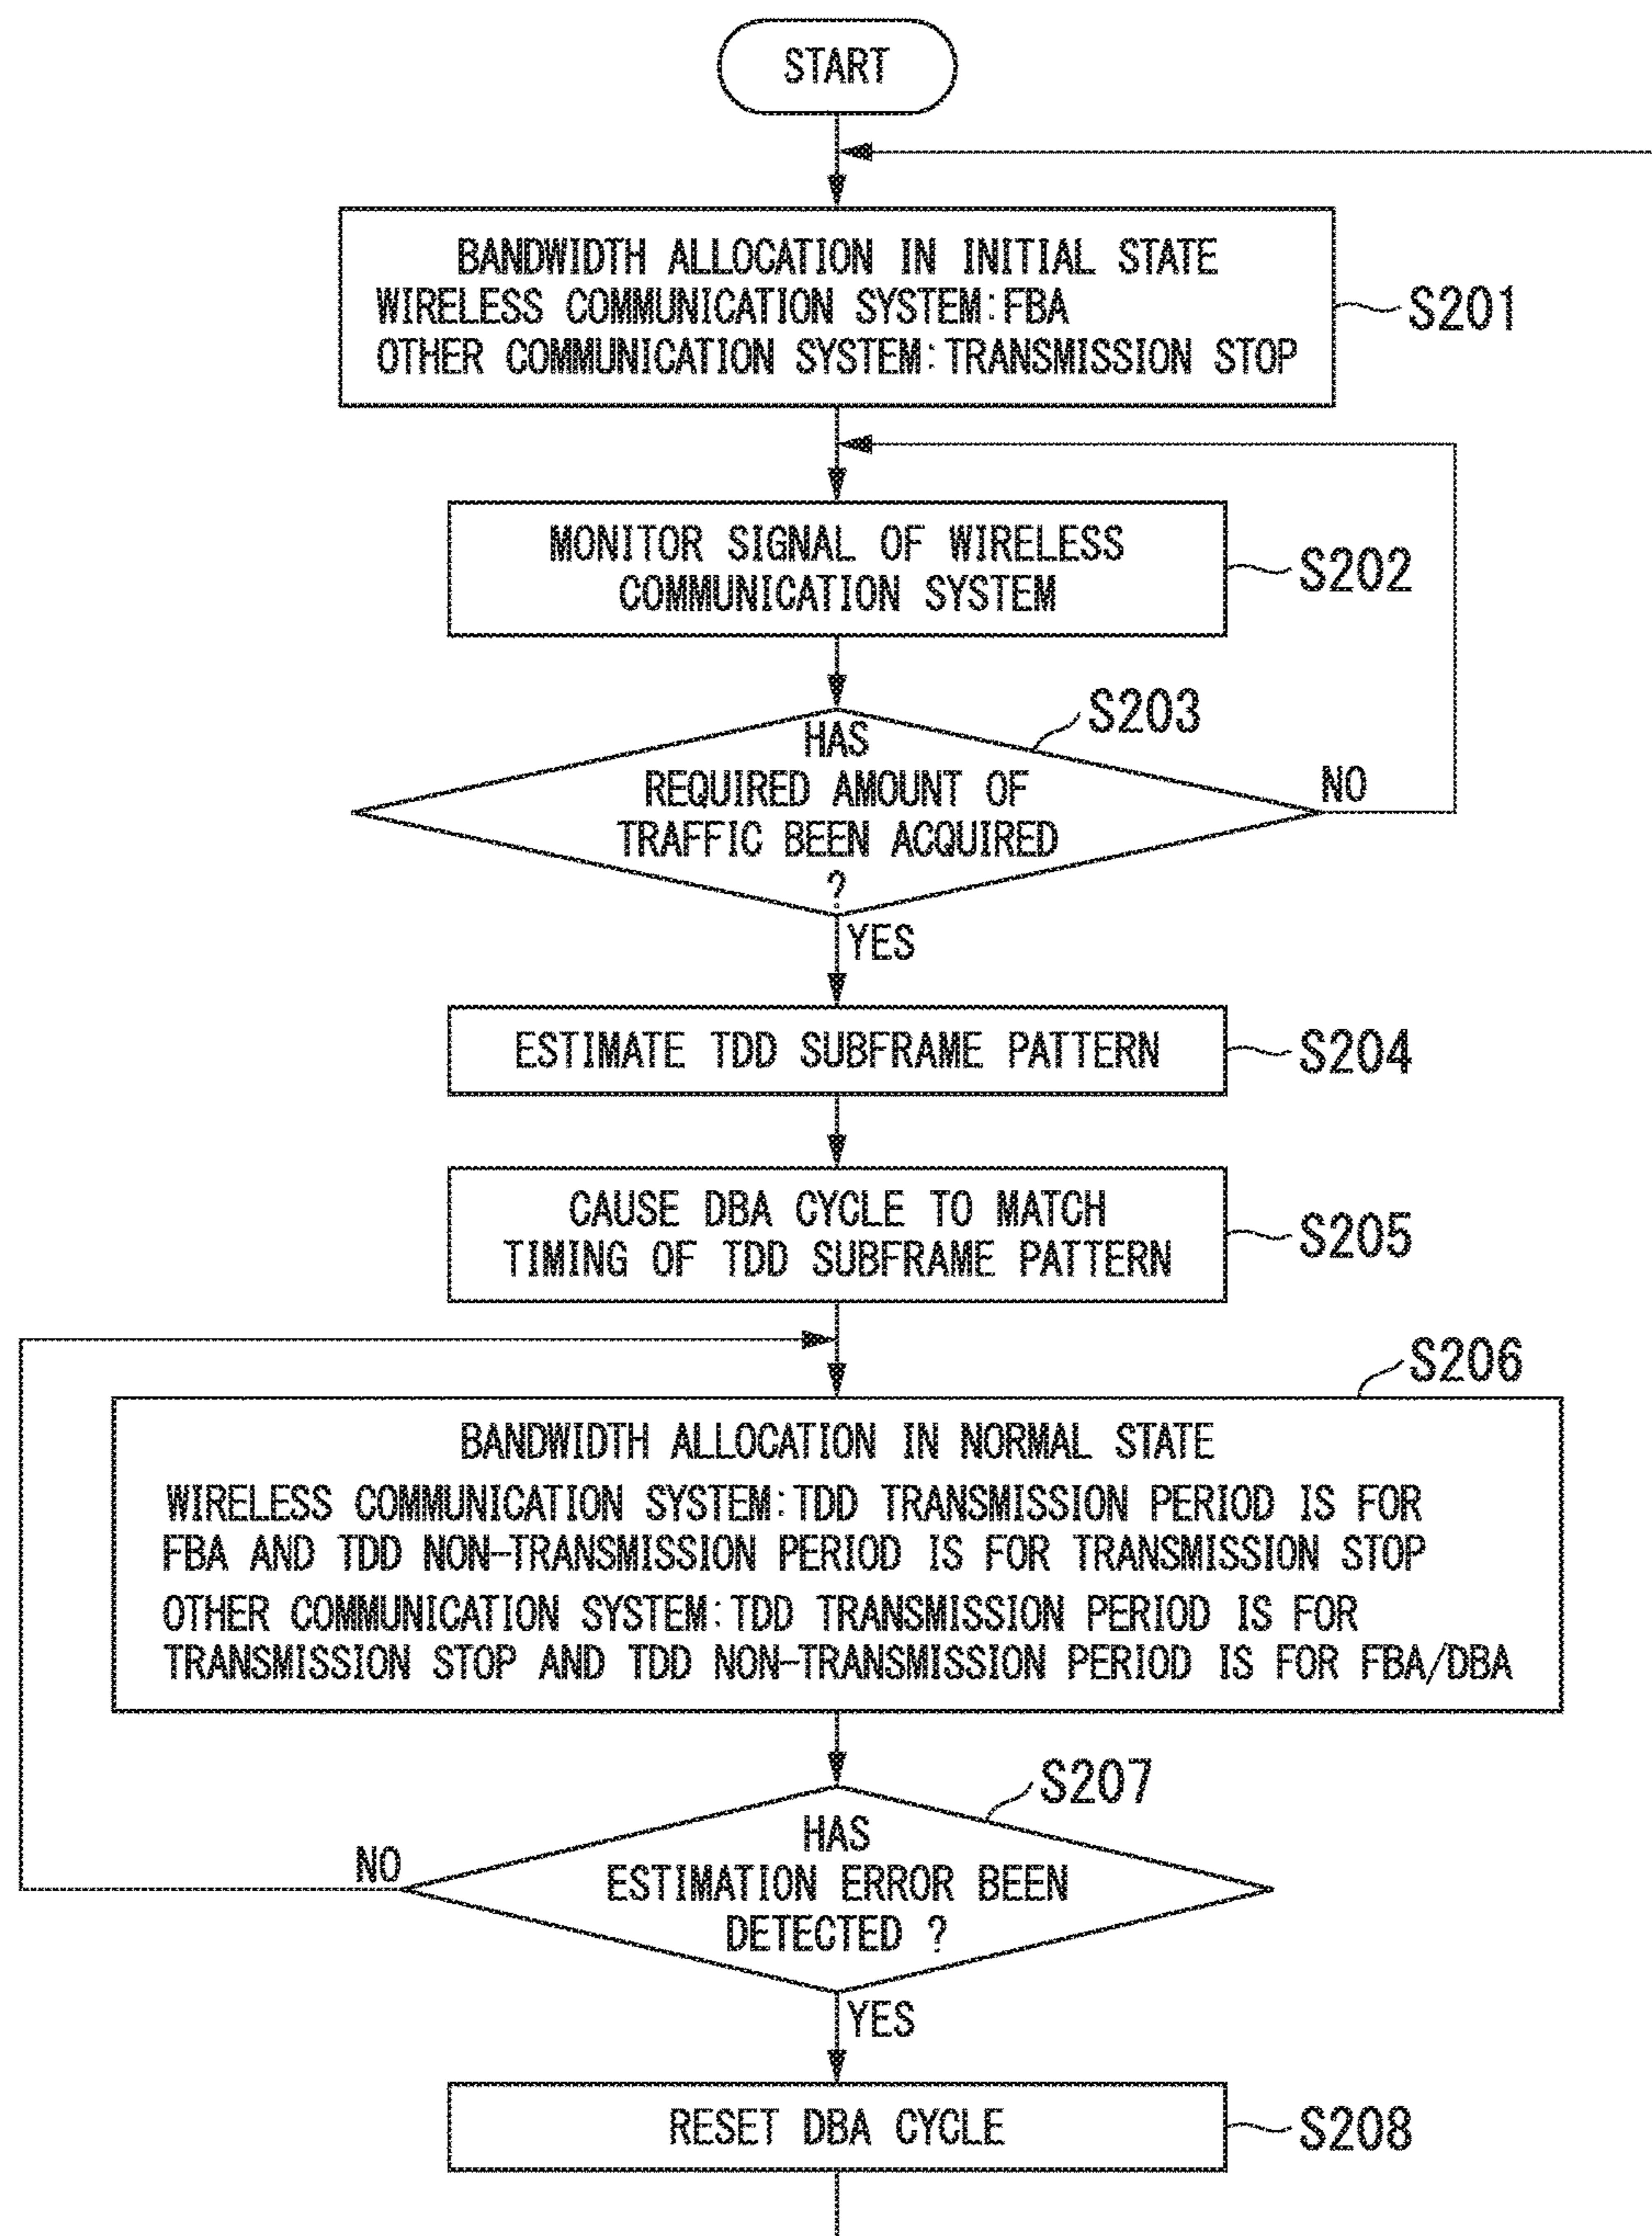 START
BANDWIDTH ALLOCATION IN INITIAL STATE
WIRELESS COMMUNICATION SYSTEM:FBA
OTHER COMMUNICATION SYSTEM:TRANSMISSION STOP
S201
MONITOR SIGNAL OF WIRELESS
COMMUNICATION SYSTEM
S202
S203
HAS
REQUIRED AMOUNT OF
TRAFFIC BEEN ACQUIRED
?
NO
YES
ESTIMATE TDD SUBFRAME PATTERN
S204
CAUSE DBA CYCLE TO MATCH
TIMING OF TDD SUBFRAME PATTERN
S205
S206
BANDWIDTH ALLOCATION IN NORMAL STATE
WIRELESS COMMUNICATION SYSTEM:TDD TRANSMISSION PERIOD IS FOR
FBA AND TDD NON-TRANSMISSION PERIOD IS FOR TRANSMISSION STOP
OTHER COMMUNICATION SYSTEM:TDD TRANSMISSION PERIOD IS FOR
TRANSMISSION STOP AND TDD NON-TRANSMISSION PERIOD IS FOR FBA/DBA
S207
HAS
ESTIMATION ERROR BEEN
DETECTED ?
NO
YES
RESET DBA CYCLE
S208